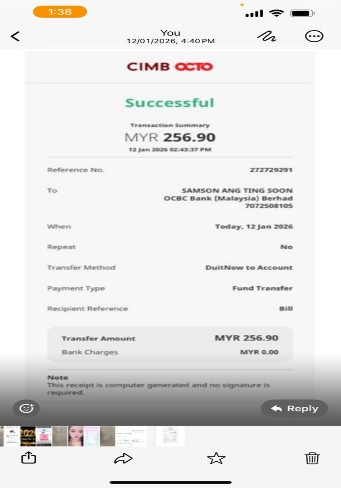 1:38
You
12/01/2026, 4:40 PM
CIMB OCTO
Successful
Transaction Summary
MYR 256.90
12 Jan 2026 02:43:37 PM
Reference No. 272729291
To SAMSON ANG TING SOON
OCBC Bank (Malaysia) Berhad
7072508105
When Today, 12 Jan 2026
Repeat No
Transfer Method DuitNow to Account
Payment Type Fund Transfer
Recipient Reference Bill
Transfer Amount MYR 256.90
Bank Charges MYR 0.00
Note
This receipt is computer generated and no signature is
required.
Reply